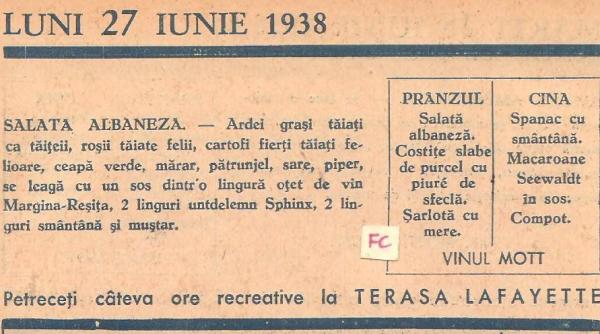 LUNI 27 IUNIE 1938
SALATA ALBANEZA. — Ardei grași tăiați
ca tăițeii, roșii tăiate felii, cartofi fierți tăiați fe-
lioare, ceapă verde, mărar, pătrunjel, sare, piper,
se leagă cu un sos dintr'o lingură oțet de vin
Margina-Reșița, 2 linguri untdelemn Sphinx, 2 lin-
guri smântână și muștar.
PRÂNZUL
Salată
albaneză.
Costițe slabe
de purcel cu
piuré de
sfeclă.
Șarlotă cu
mere.
CINA
Spanac cu
smântână.
Macaroane
Seewaldt
în sos.
Compot.
VINUL MOTT
FC
Petreceți câteva ore recreative la TERASA LAFAYETTE